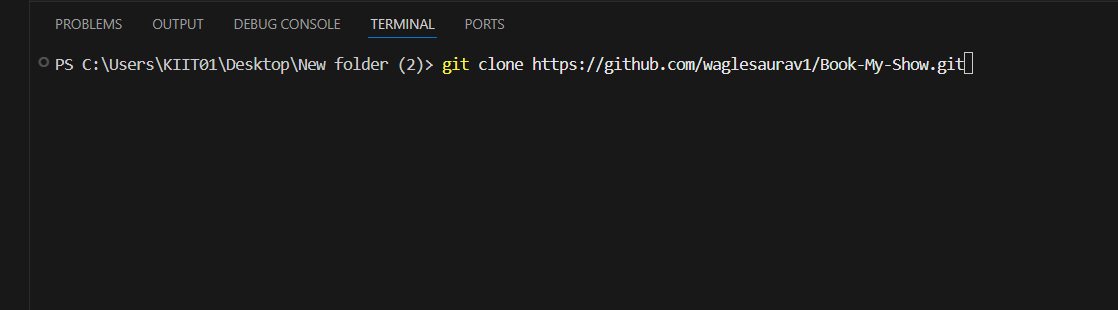 PROBLEMS OUTPUT DEBUG CONSOLE TERMINAL PORTS
PS C:\Users\KIIT01\Desktop\New folder (2)> git clone https://github.com/waglesaurav1/Book-My-Show.git